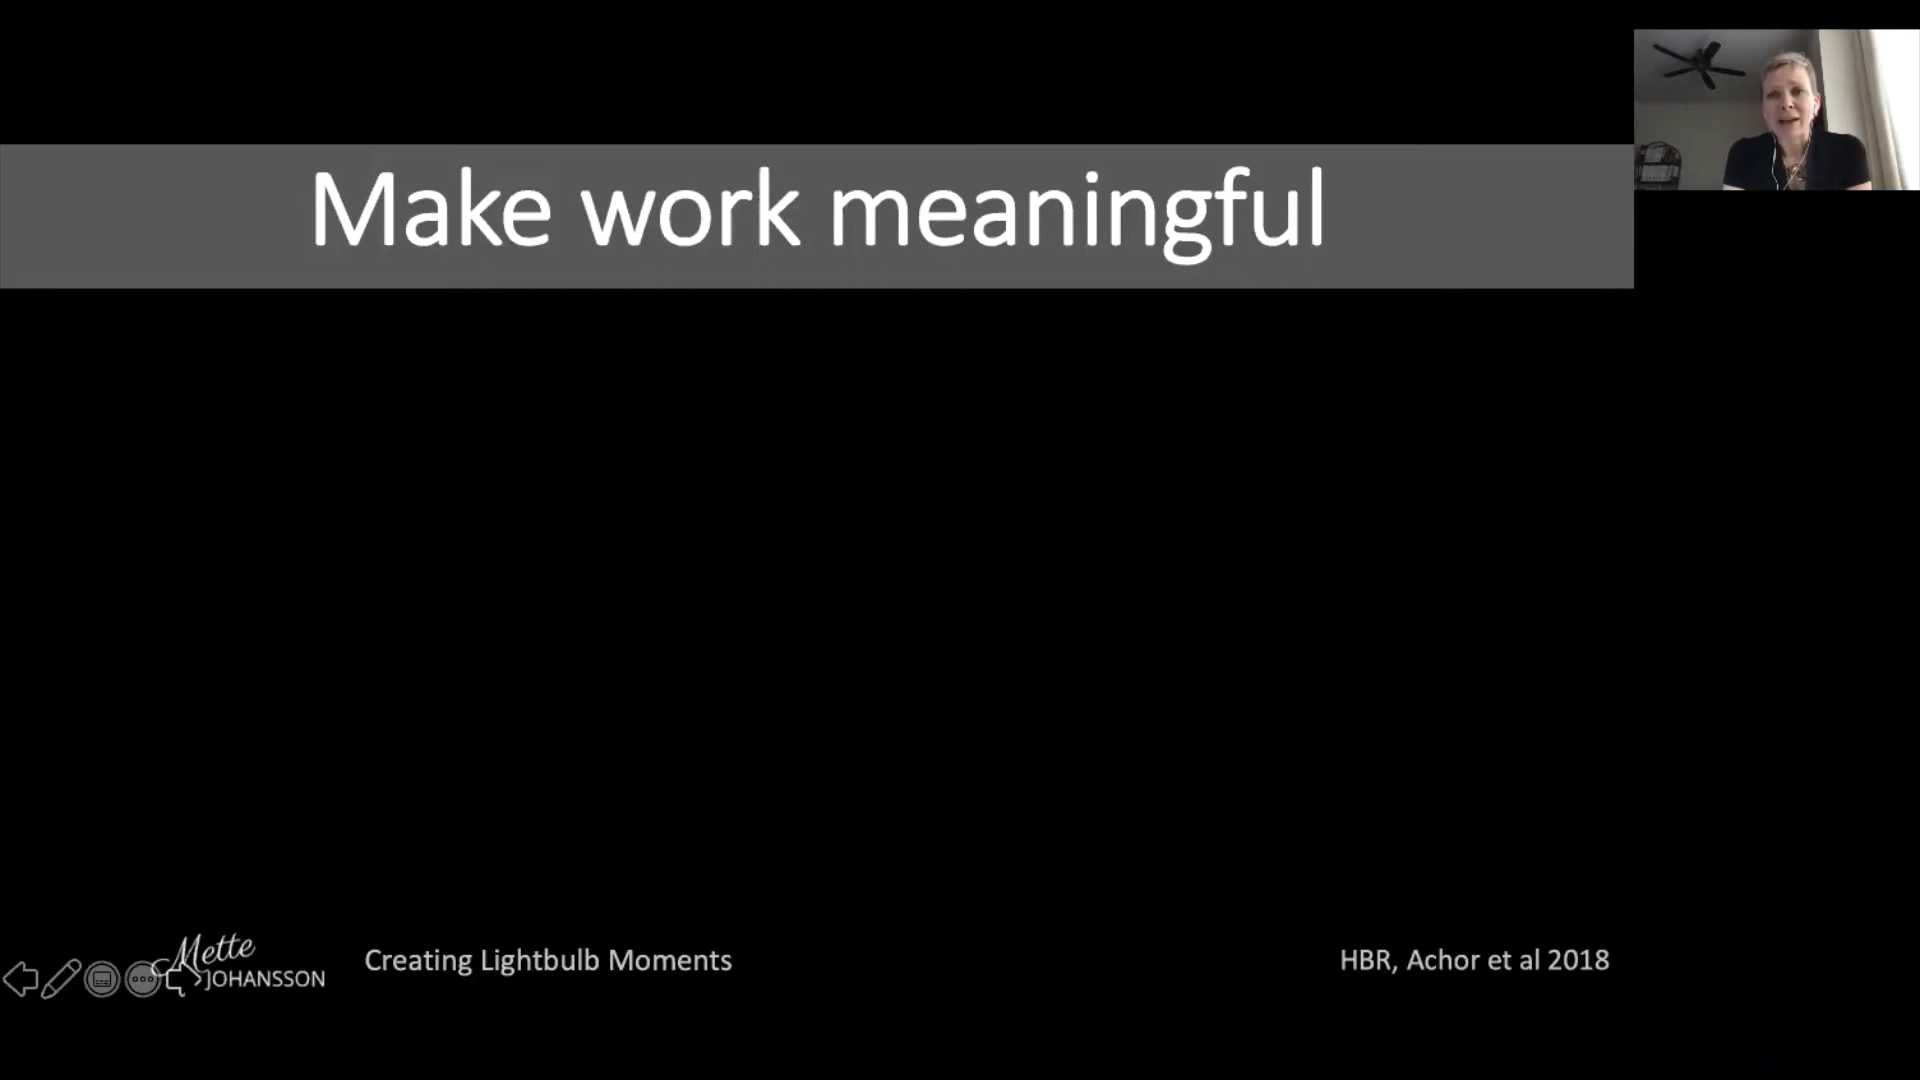 Make work meaningful
Mette
JOHANSSON
Creating Lightbulb Moments
HBR, Achor et al 2018